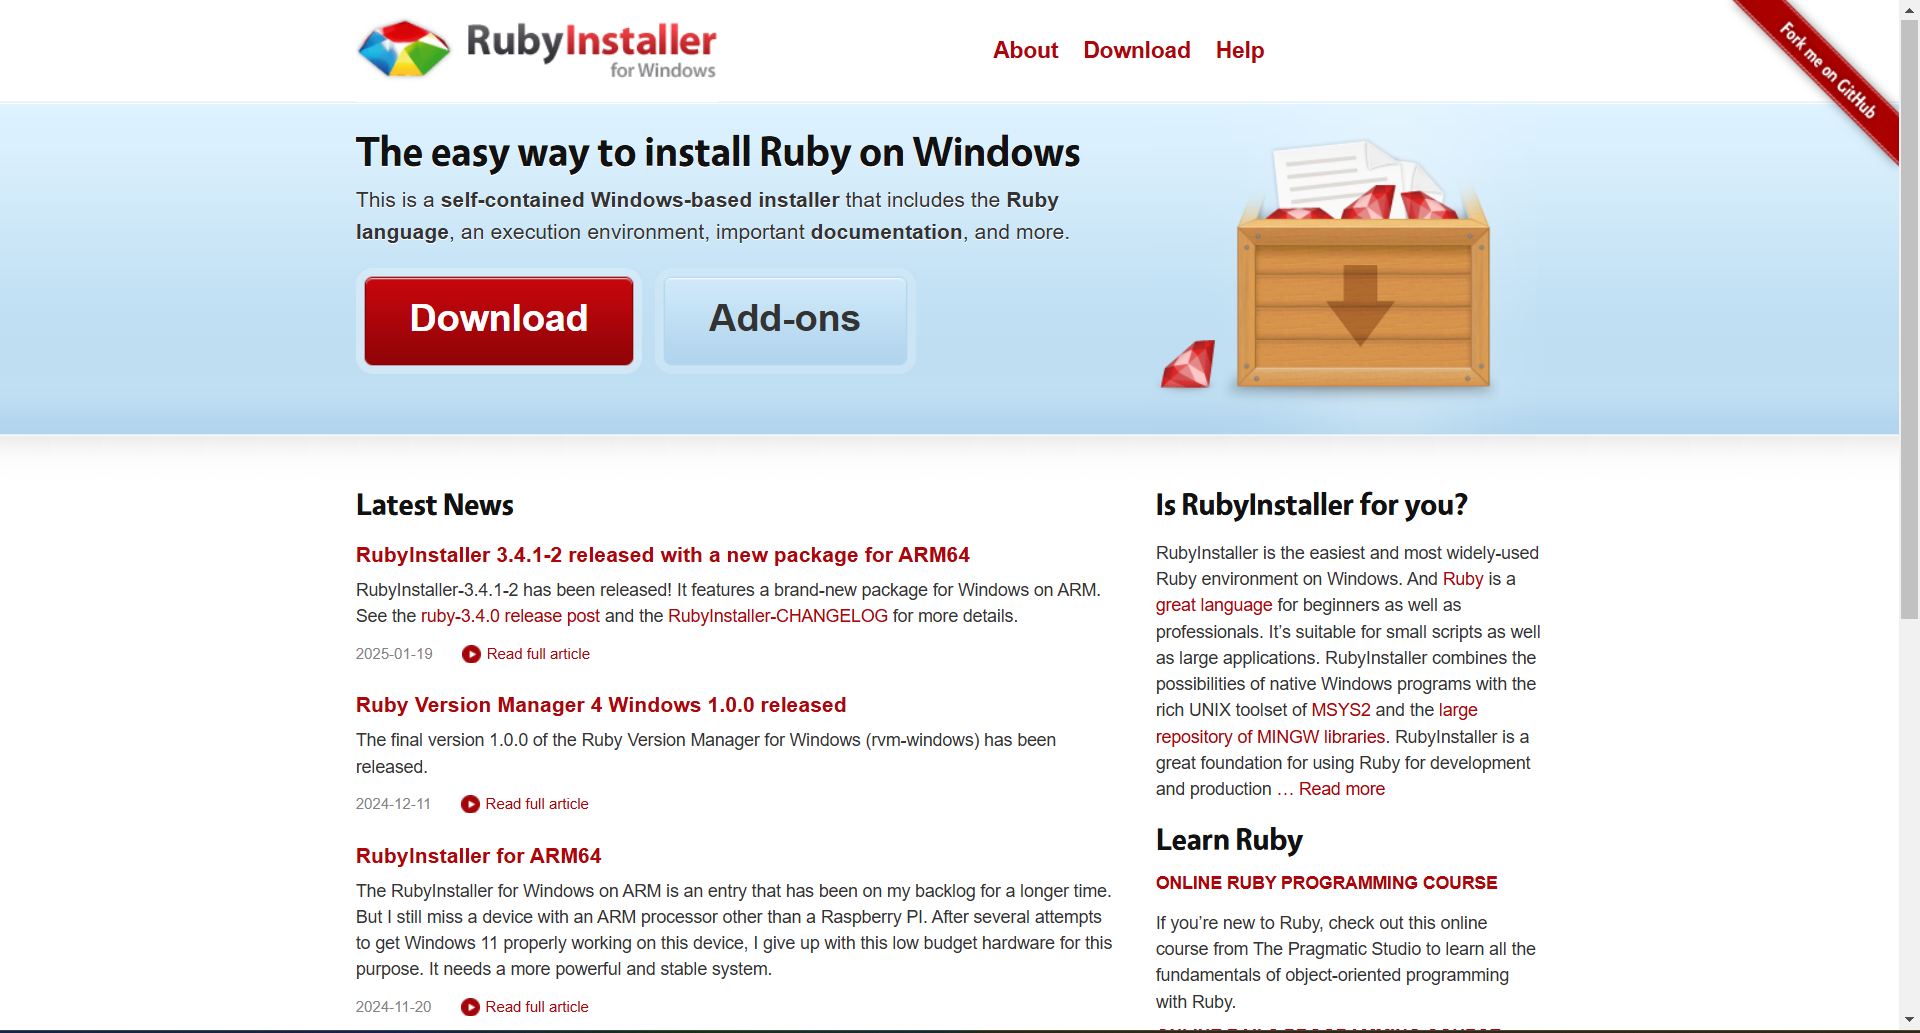 RubyInstaller
for Windows
About Download Help
Fork me on GitHub
The easy way to install Ruby on Windows
This is a self-contained Windows-based installer that includes the Ruby
language, an execution environment, important documentation, and more.
Download Add-ons
Latest News
RubyInstaller 3.4.1-2 released with a new package for ARM64
RubyInstaller-3.4.1-2 has been released! It features a brand-new package for Windows on ARM.
See the ruby-3.4.0 release post and the RubyInstaller-CHANGELOG for more details.
2025-01-19 Read full article
Ruby Version Manager 4 Windows 1.0.0 released
The final version 1.0.0 of the Ruby Version Manager for Windows (rvm-windows) has been
released.
2024-12-11 Read full article
RubyInstaller for ARM64
The RubyInstaller for Windows on ARM is an entry that has been on my backlog for a longer time.
But I still miss a device with an ARM processor other than a Raspberry PI. After several attempts
to get Windows 11 properly working on this device, I give up with this low budget hardware for this
purpose. It needs a more powerful and stable system.
2024-11-20 Read full article
Is RubyInstaller for you?
RubyInstaller is the easiest and most widely-used
Ruby environment on Windows. And Ruby is a
great language for beginners as well as
professionals. It’s suitable for small scripts as well
as large applications. RubyInstaller combines the
possibilities of native Windows programs with the
rich UNIX toolset of MSYS2 and the large
repository of MINGW libraries. RubyInstaller is a
great foundation for using Ruby for development
and production … Read more
Learn Ruby
ONLINE RUBY PROGRAMMING COURSE
If you’re new to Ruby, check out this online
course from The Pragmatic Studio to learn all the
fundamentals of object-oriented programming
with Ruby.